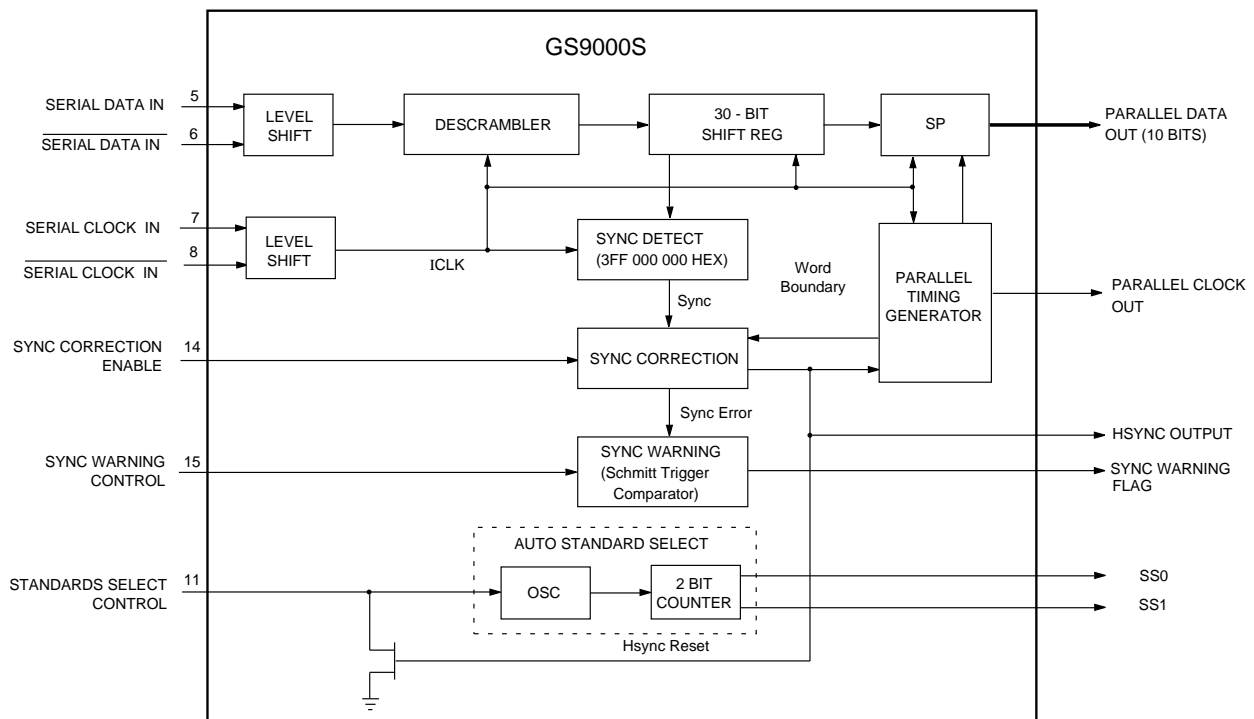 GS9000S
SERIAL DATA IN
5
SERIAL DATA IN
6
LEVEL
SHIFT
DESCRAMBLER
30 - BIT
SHIFT REG
SP
PARALLEL DATA
OUT (10 BITS)
SERIAL CLOCK IN
7
SERIAL CLOCK IN
8
LEVEL
SHIFT
ICLK
SYNC DETECT
(3FF 000 000 HEX)
Word
Boundary
PARALLEL
TIMING
GENERATOR
PARALLEL CLOCK
OUT
Sync
SYNC CORRECTION
ENABLE
14
SYNC CORRECTION
Sync Error
HSYNC OUTPUT
SYNC WARNING
CONTROL
15
SYNC WARNING
(Schmitt Trigger
Comparator)
SYNC WARNING
FLAG
AUTO STANDARD SELECT
STANDARDS SELECT
CONTROL
11
OSC
2 BIT
COUNTER
SS0
SS1
Hsync Reset